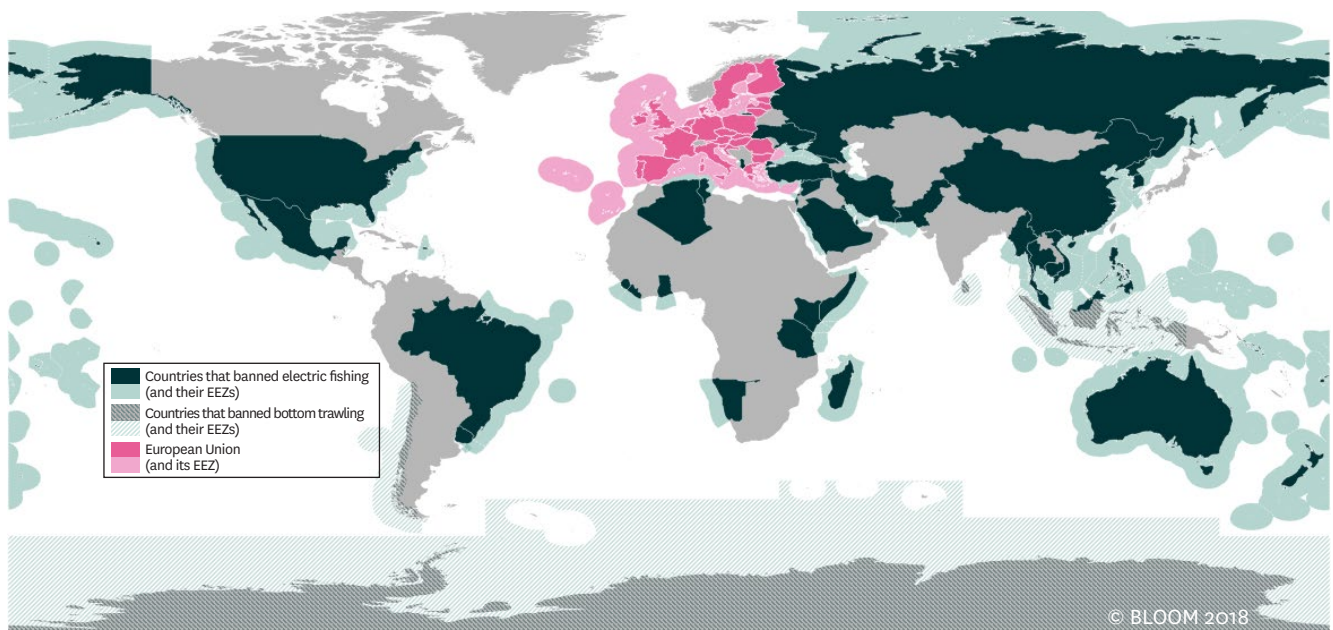 Countries that banned electric fishing
(and their EEZs)
Countries that banned bottom trawling
(and their EEZs)
European Union
(and its EEZ)
© BLOOM 2018